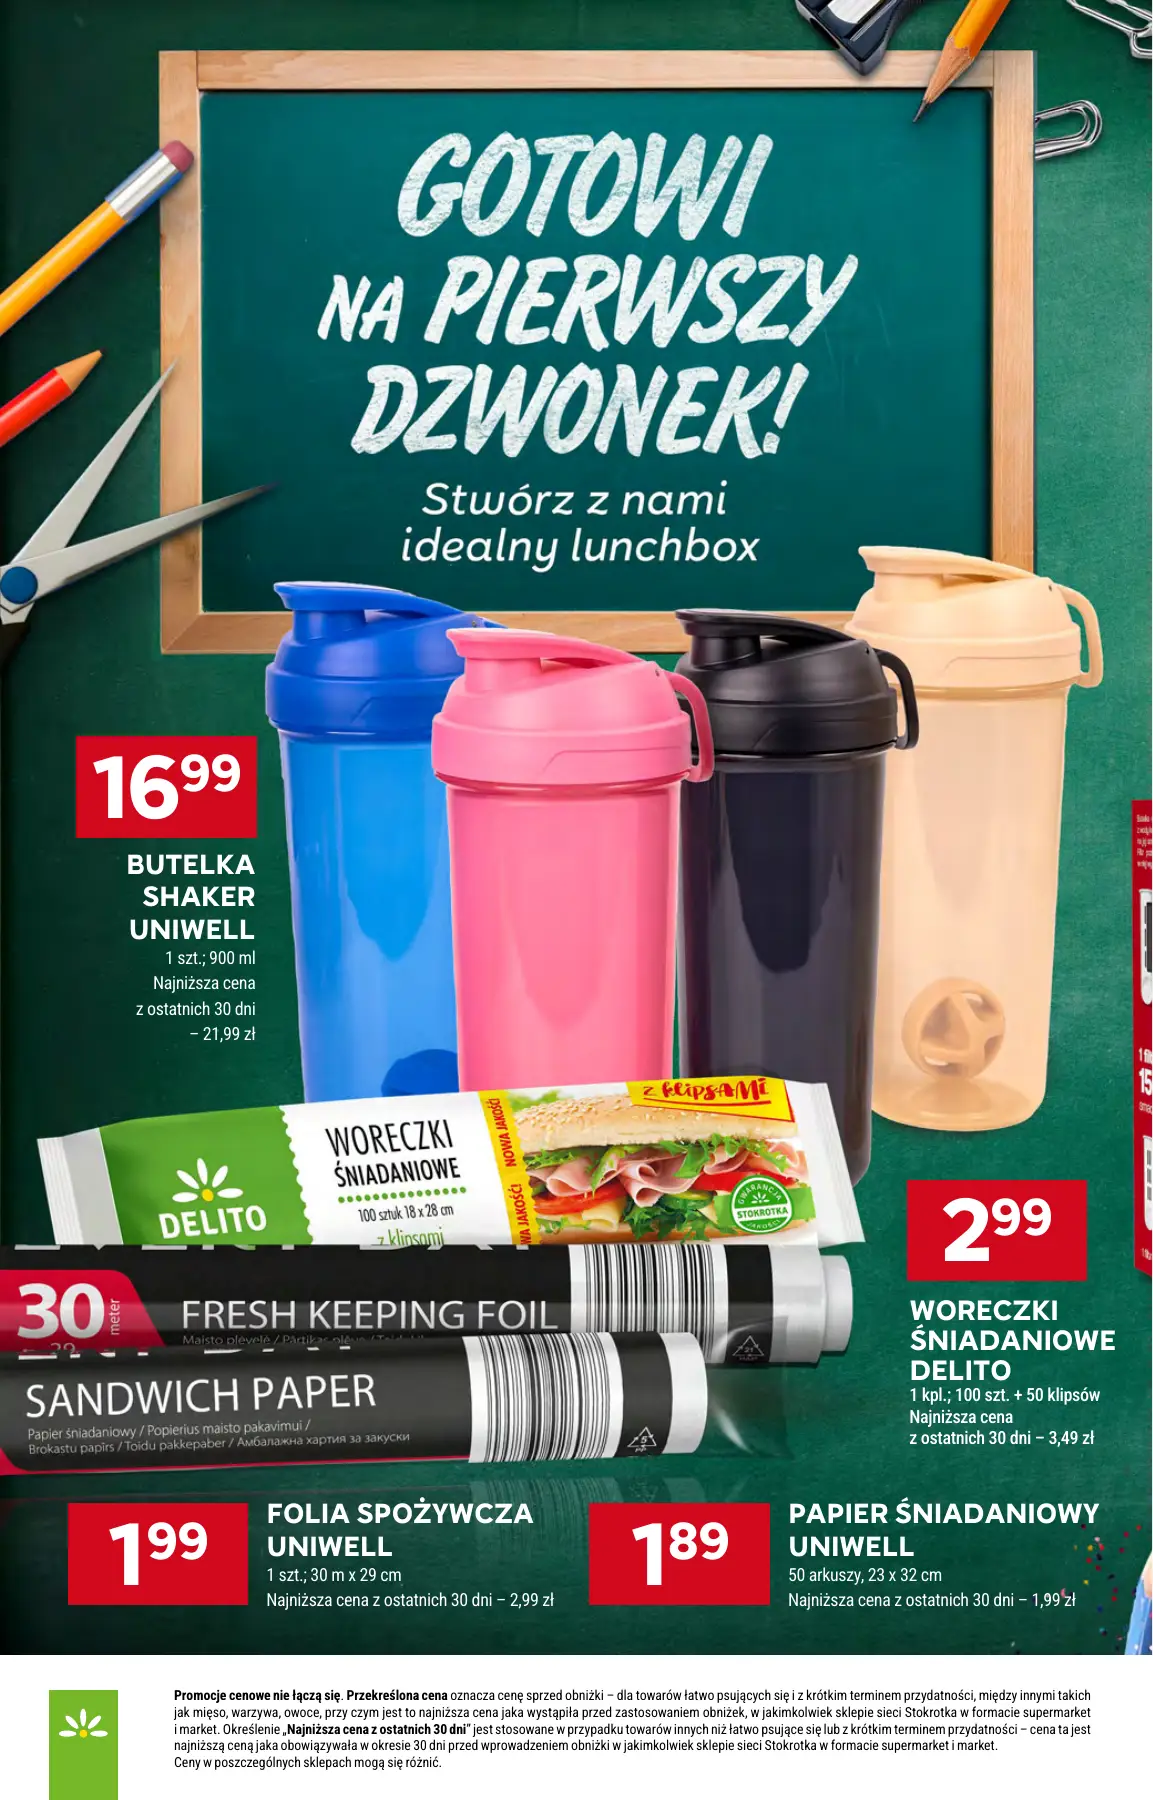 GOTOWI
NA PIERWSZY
DZWONEK!
Stwórz z nami
idealny lunchbox
16 99
BUTELKA
SHAKER
UNIWELL
1 szt.; 900 ml
Najniższa cena
z ostatnich 30 dni
– 21,99 zł
z klipsAMi
NOWA JAKOŚĆ!
WORECZKI
ŚNIADANIOWE
100 sztuk 18 x 28 cm
z klipsami
DELITO
GWARANCJA
STOKROTKA
JAKOŚCI
30 meter
FRESH KEEPING FOIL
SANDWICH PAPER
Papier śniadaniowy / Popierius maisto pakavimui /
Brokastu papīrs / Toidu pakkepaber / Амбалажна хартия за закуски
2 99
WORECZKI
ŚNIADANIOWE
DELITO
1 kpl.; 100 szt. + 50 klipsów
Najniższa cena
z ostatnich 30 dni – 3,49 zł
1 99
FOLIA SPOŻYWCZA
UNIWELL
1 szt.; 30 m x 29 cm
Najniższa cena z ostatnich 30 dni – 2,99 zł
1 89
PAPIER ŚNIADANIOWY
UNIWELL
50 arkuszy, 23 x 32 cm
Najniższa cena z ostatnich 30 dni – 1,99 zł
Promocje cenowe nie łączą się. Przekreślona cena oznacza cenę sprzed obniżki – dla towarów łatwo psujących się i z krótkim terminem przydatności, między innymi takich
jak mięso, warzywa, owoce, przy czym jest to najniższa cena jaka wystąpiła przed zastosowaniem obniżek, w jakimkolwiek sklepie sieci Stokrotka w formacie supermarket
i market. Określenie „Najniższa cena z ostatnich 30 dni” jest stosowane w przypadku towarów innych niż łatwo psujące się lub z krótkim terminem przydatności – cena ta jest
najniższą ceną jaka obowiązywała w okresie 30 dni przed wprowadzeniem obniżki w jakimkolwiek sklepie sieci Stokrotka w formacie supermarket i market.
Ceny w poszczególnych sklepach mogą się różnić.